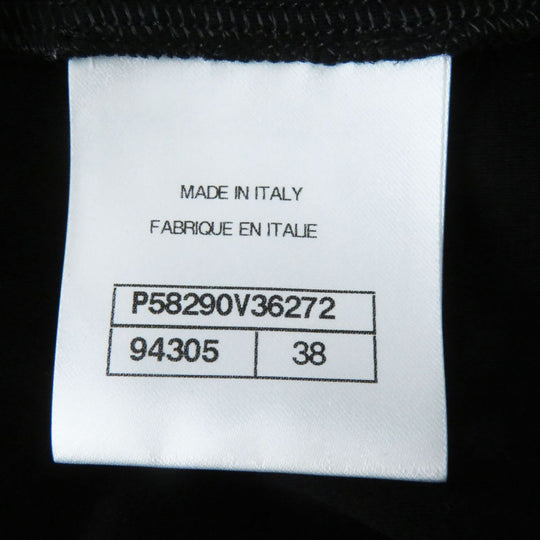 MADE IN ITALY
FABRIQUE EN ITALIE
P58290V36272
94305 38